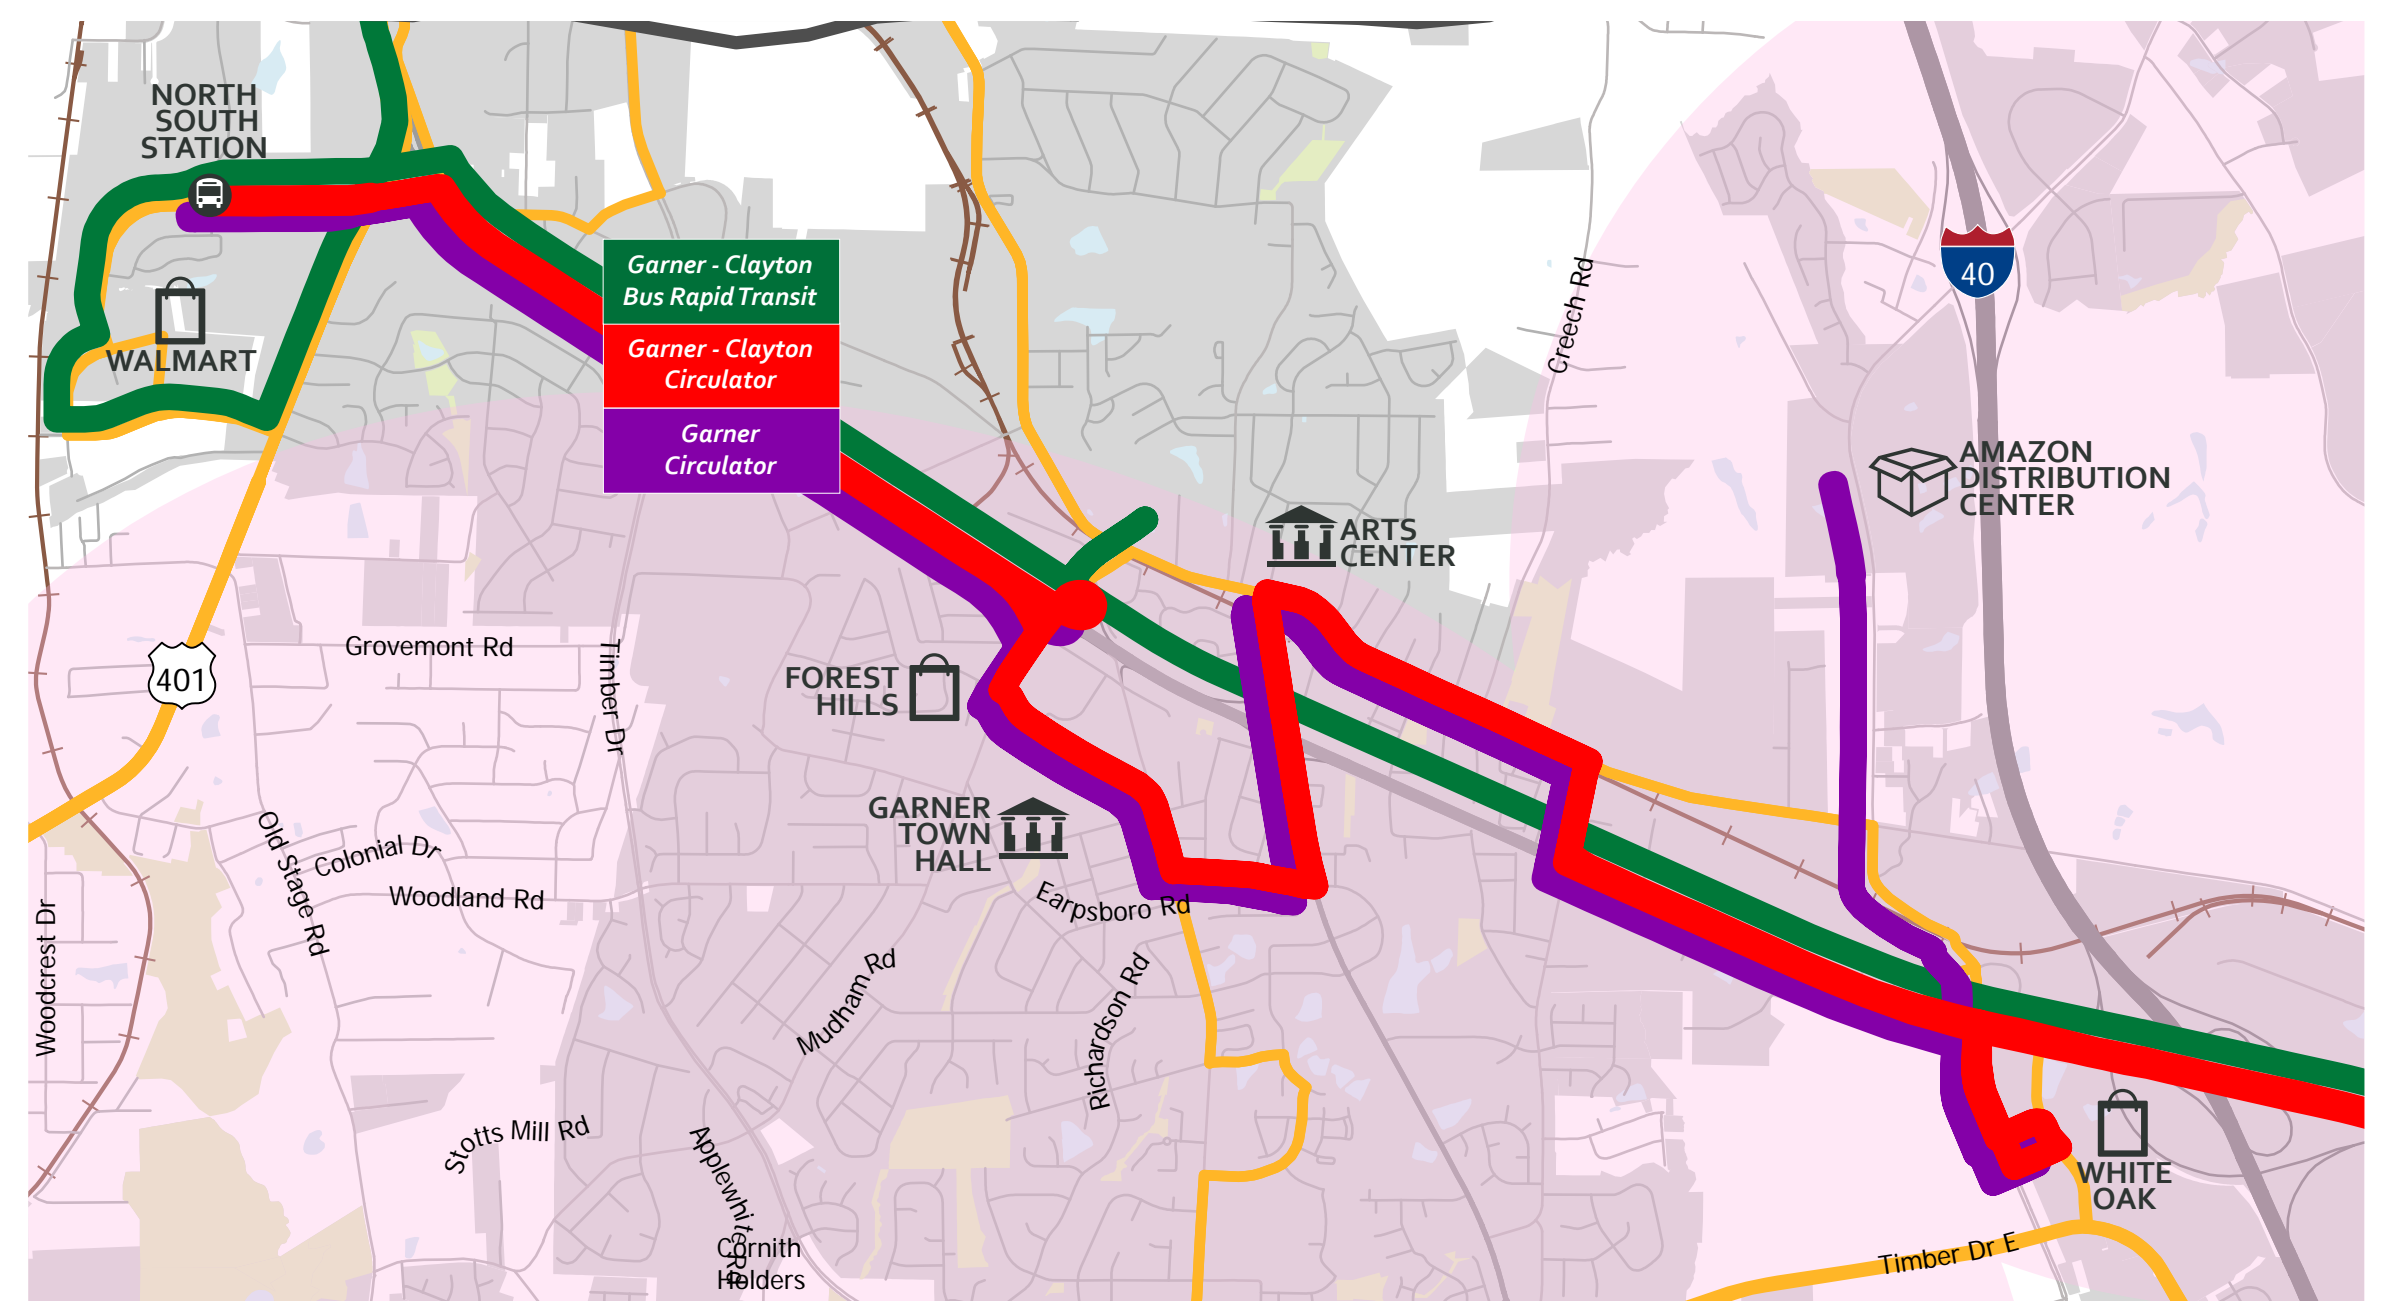 NORTH
SOUTH
STATION
WALMART
Garner - Clayton
Bus Rapid Transit
Garner - Clayton
Circulator
Garner
Circulator
Creech Rd
40
AMAZON
DISTRIBUTION
CENTER
ARTS
CENTER
401
Grovemont Rd
Timber Dr
FOREST
HILLS
GARNER
TOWN
HALL
Old Stage Rd
Colonial Dr
Woodland Rd
Woodcrest Dr
Earpsboro Rd
Mudham Rd
Richardson Rd
Stotts Mill Rd
Applewhite Rd
Cornith
Holders
WHITE
OAK
Timber Dr E